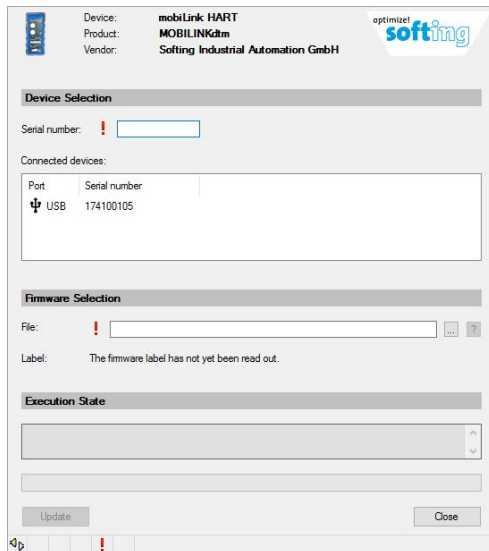 Device: mobiLink HART
Product: MOBILINKdtm
Vendor: Softing Industrial Automation GmbH
optimize!
softing
Device Selection
Serial number: !
Connected devices:
Port Serial number
USB 174100105
Firmware Selection
File: ! ... ?
Label: The firmware label has not yet been read out.
Execution State
Update Close
!